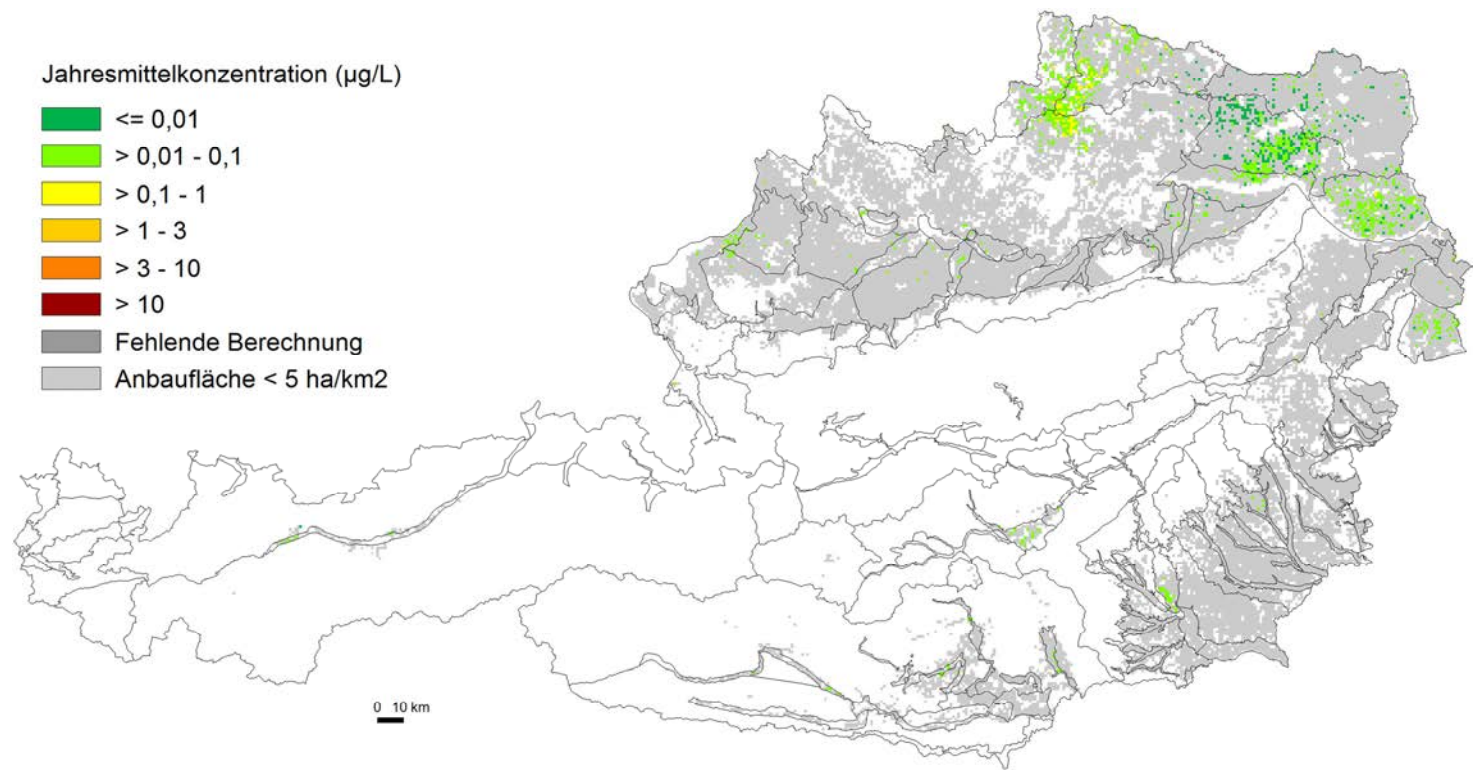 Jahresmittelkonzentration (µg/L)
<= 0,01
> 0,01 - 0,1
> 0,1 - 1
> 1 - 3
> 3 - 10
> 10
Fehlende Berechnung
Anbaufläche < 5 ha/km2
0 10 km